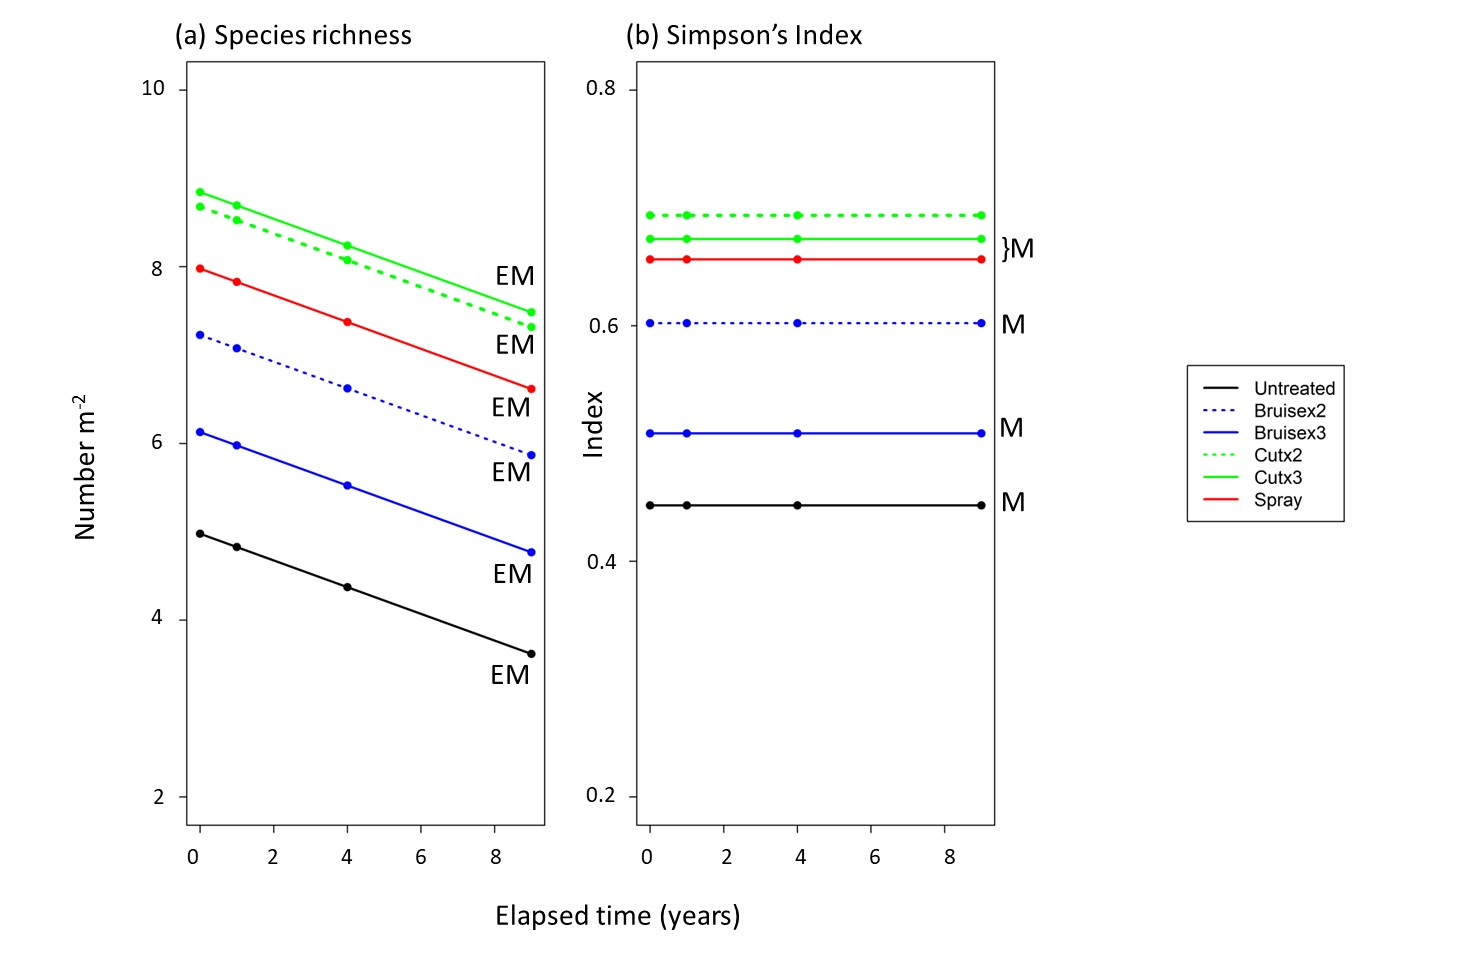 (a) Species richness
10
8
6
4
2
Number m-2
EM
EM
EM
EM
EM
EM
0 2 4 6 8
(b) Simpson's Index
0.8
0.6
0.4
0.2
Index
}M
M
M
M
0 2 4 6 8
Elapsed time (years)
Untreated
Bruisex2
Bruisex3
Cutx2
Cutx3
Spray